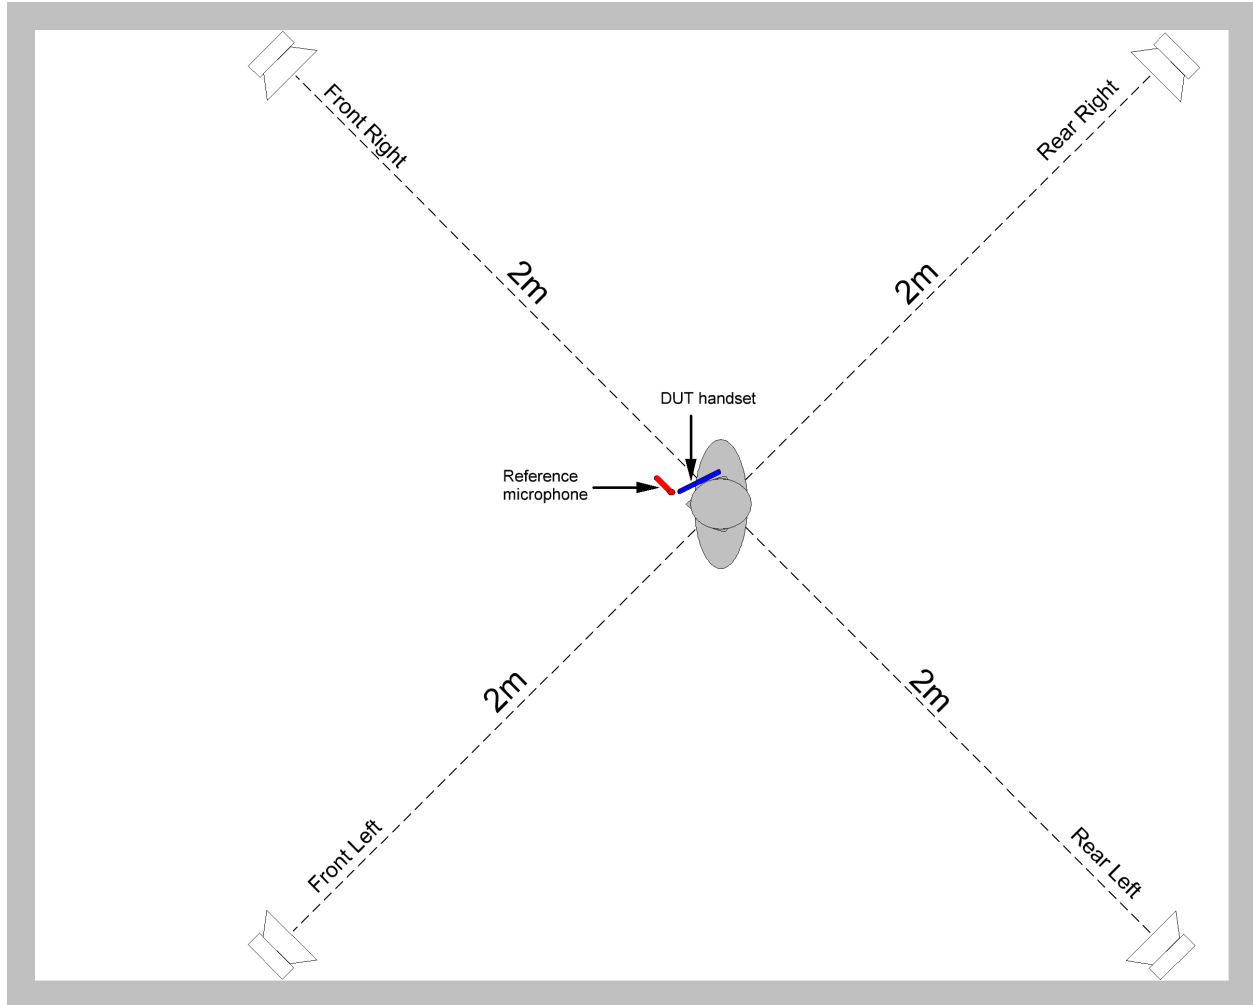 Front Right
Rear Right
2m
2m
DUT handset
Reference
microphone
2m
2m
Front Left
Rear Left